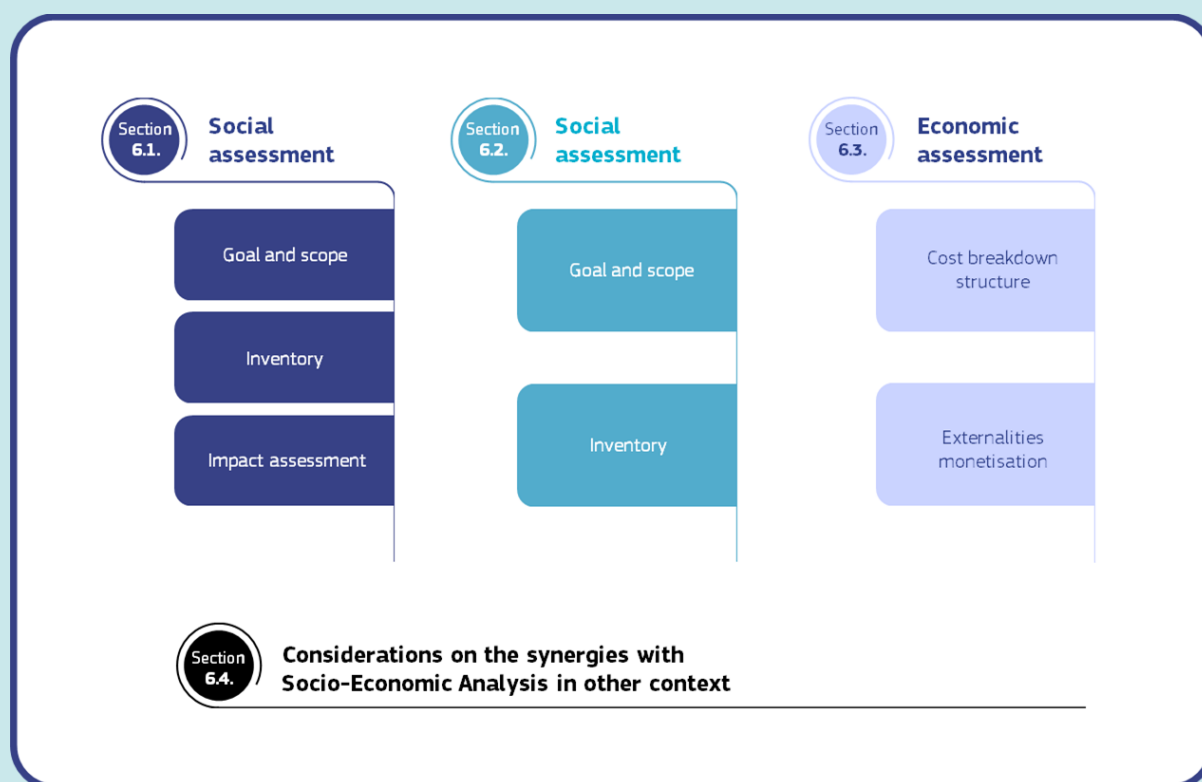 Section
6.1.
Social
assessment
Goal and scope
Inventory
Impact assessment
Section
6.2.
Social
assessment
Goal and scope
Inventory
Section
6.3.
Economic
assessment
Cost breakdown
structure
Externalities
monetisation
Section
6.4.
Considerations on the synergies with
Socio-Economic Analysis in other context